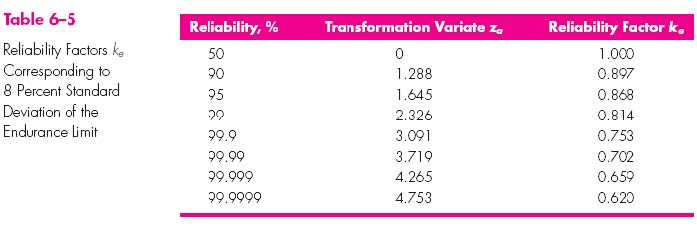 Table 6–5
Reliability Factors ke
Corresponding to
8 Percent Standard
Deviation of the
Endurance Limit
Reliability, % Transformation Variate za Reliability Factor ke
50 0 1.000
90 1.288 0.897
95 1.645 0.868
99 2.326 0.814
99.9 3.091 0.753
99.99 3.719 0.702
99.999 4.265 0.659
99.9999 4.753 0.620